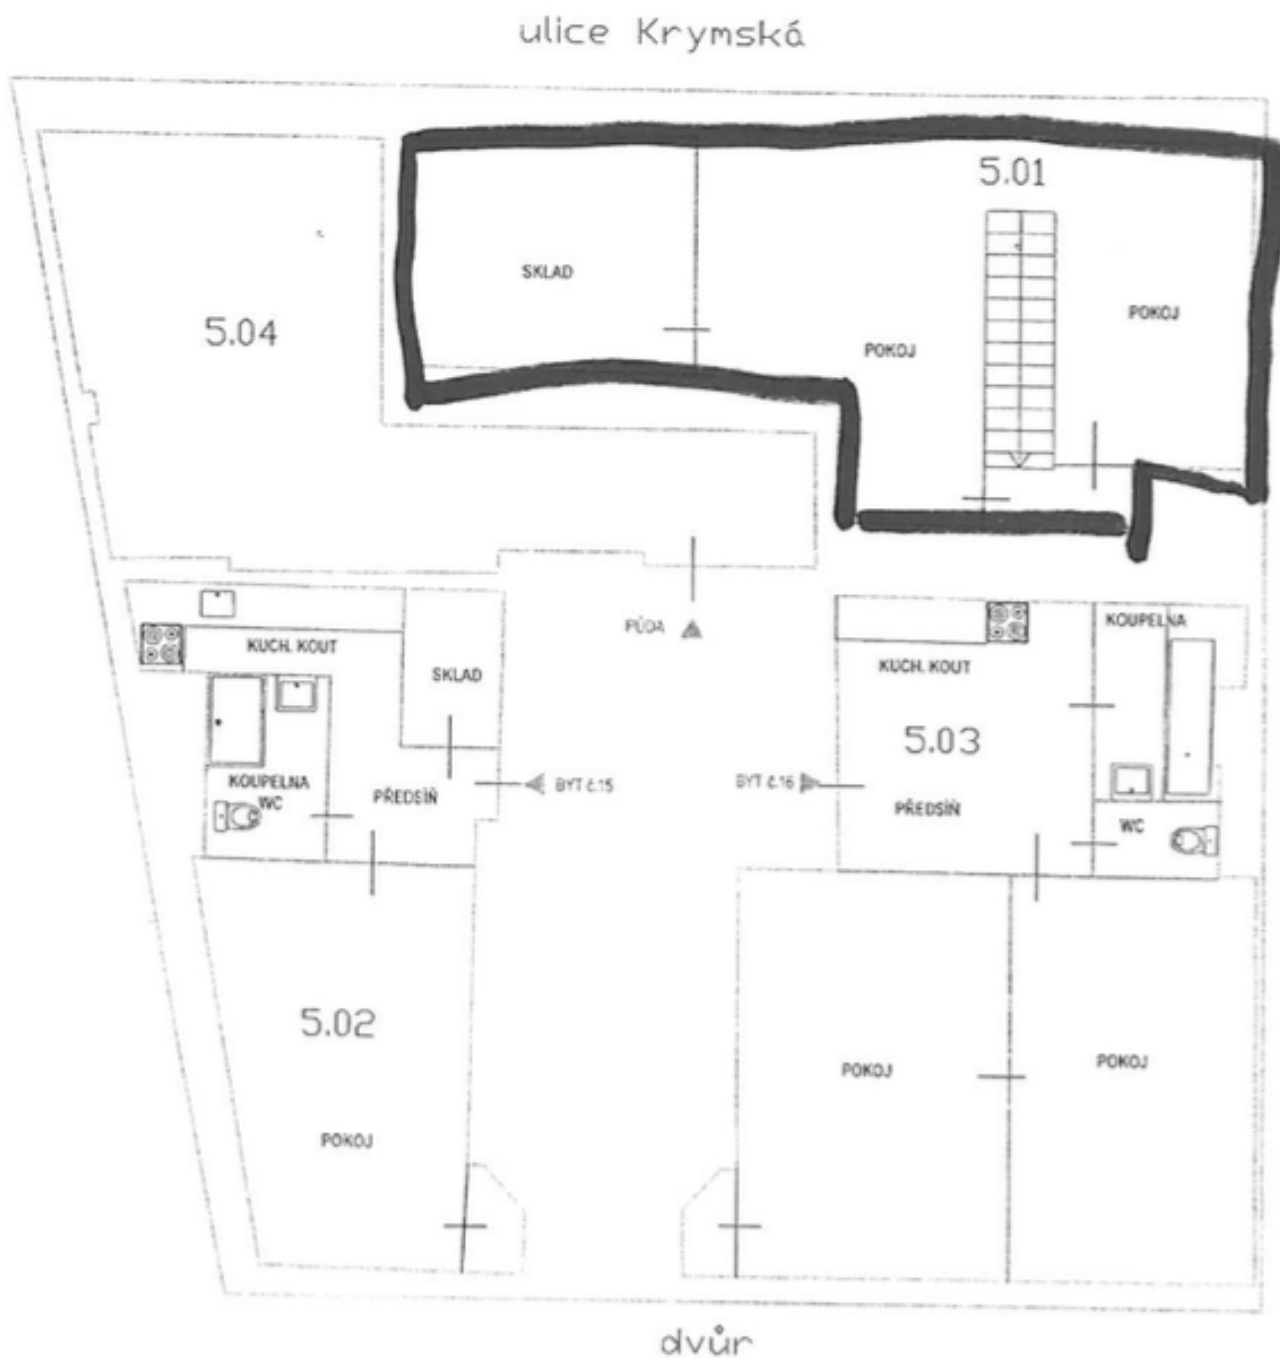 ulice Krymská
5.01
SKLAD
POKOJ
POKOJ
5.04
PŮDA
KUCH. KOUT
SKLAD
KOUPELNA
WC
PŘEDSÍŇ
BYT č.15
BYT č.16
KUCH. KOUT
KOUPELNA
5.03
PŘEDSÍŇ
WC
5.02
POKOJ
POKOJ
POKOJ
dvůr